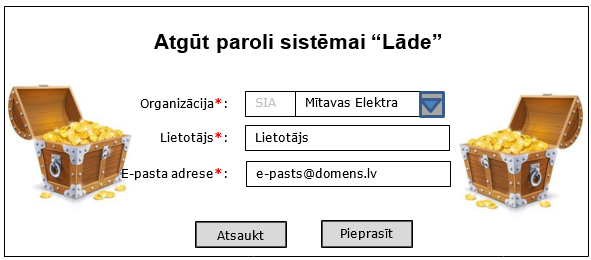 Atgūt paroli sistēmai “Lāde”
Organizācija*: SIA Mītavas Elektra
Lietotājs*: Lietotājs
E-pasta adrese*: e-pasts@domens.lv
Atsaukt Pieprasīt